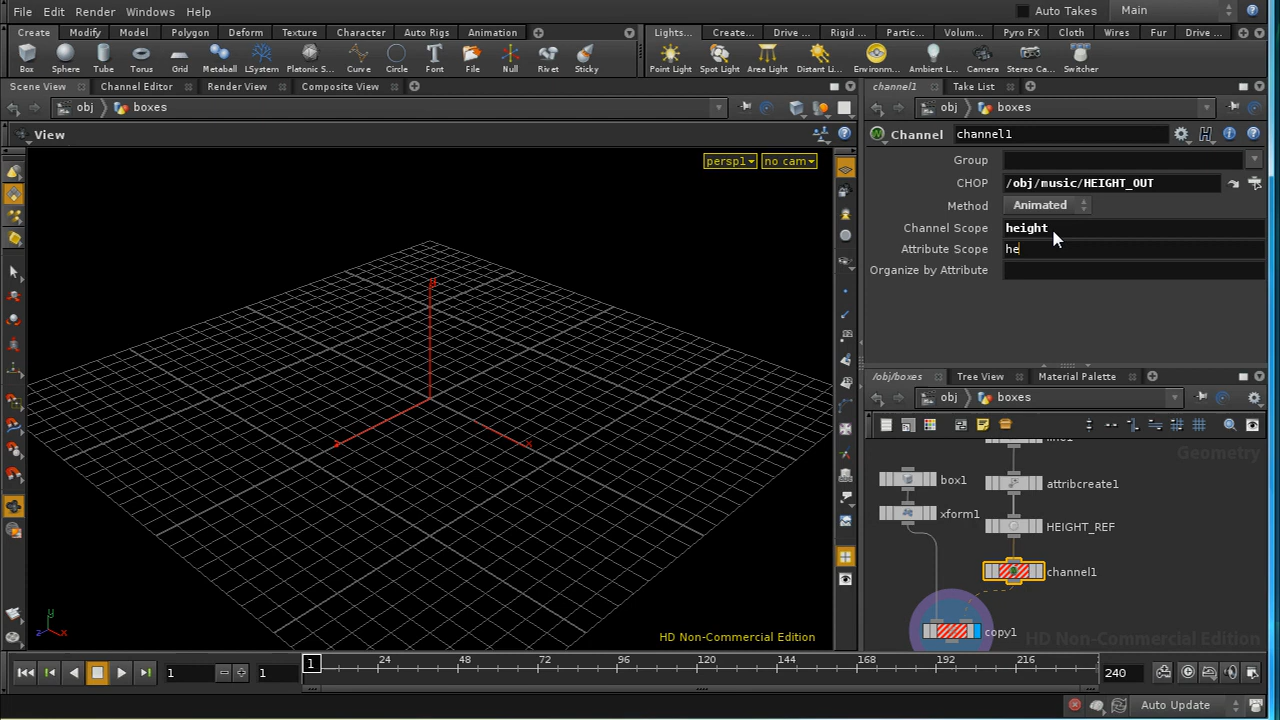 File Edit Render Windows Help Auto Takes Main
Create Modify Model Polygon Deform Texture Character Auto Rigs Animation
Lights... Create... Drive ... Rigid ... Partic... Volum... Pyro FX Cloth Wires Fur Drive ...
Box Sphere Tube Torus Grid Metaball LSystem Platonic S... Curve Circle Font File Null Rivet Sticky
Point Light Spot Light Area Light Distant Li... Environm... Ambient L... Camera Stereo Ca... Switcher
Scene View Channel Editor Render View Composite View
channel1 Take List
obj boxes
obj boxes
View
persp1 no cam
Channel channel1
Group
CHOP /obj/music/HEIGHT_OUT
Method Animated
Channel Scope height
Attribute Scope he
Organize by Attribute
y
z
x
y
z x
HD Non-Commercial Edition
/obj/boxes Tree View Material Palette
obj boxes
Geometry
box1 attribcreate1
xform1 HEIGHT_REF
channel1
copy1
HD Non-Commercial Edition
1 1 1 24 48 72 96 120 144 168 192 216 240
Auto Update